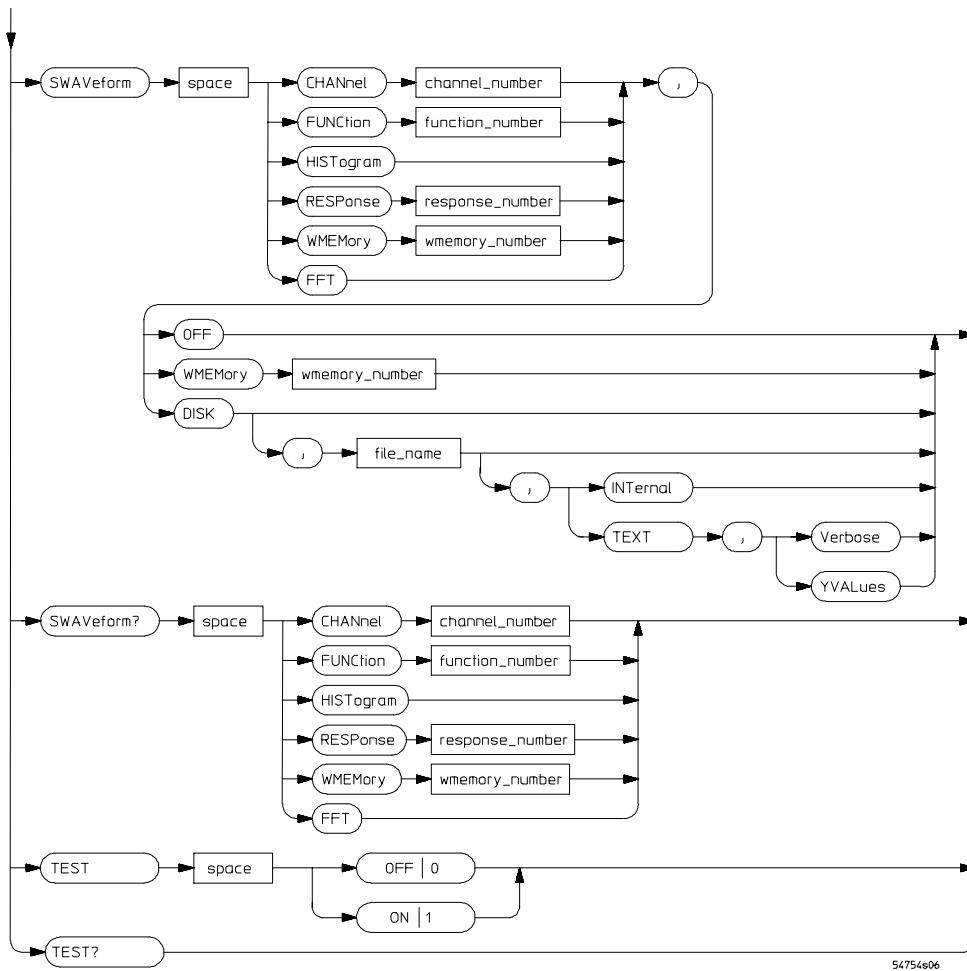 SWAVeform space CHANnel channel_number ,
FUNCtion function_number
HISTogram
RESPonse response_number
WMEMory wmemory_number
FFT
OFF
WMEMory wmemory_number
DISK
, file_name
, INTernal
TEXT , Verbose
YVALues
SWAVeform? space CHANnel channel_number
FUNCtion function_number
HISTogram
RESPonse response_number
WMEMory wmemory_number
FFT
TEST space OFF | 0
ON | 1
TEST?
54754s06